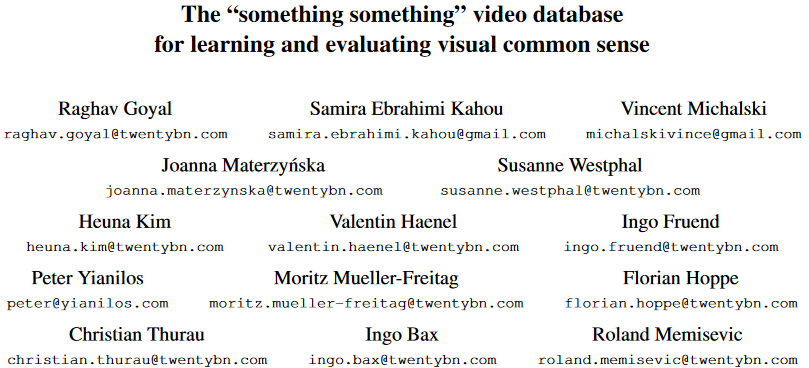 The “something something” video database
for learning and evaluating visual common sense
Raghav Goyal Samira Ebrahimi Kahou Vincent Michalski
raghav.goyal@twentybn.com samira.ebrahimi.kahou@gmail.com michalskivince@gmail.com
Joanna Materzyńska Susanne Westphal
joanna.materzynska@twentybn.com susanne.westphal@twentybn.com
Heuna Kim Valentin Haenel Ingo Fruend
heuna.kim@twentybn.com valentin.haenel@twentybn.com ingo.fruend@twentybn.com
Peter Yianilos Moritz Mueller-Freitag Florian Hoppe
peter@yianilos.com moritz.mueller-freitag@twentybn.com florian.hoppe@twentybn.com
Christian Thurau Ingo Bax Roland Memisevic
christian.thurau@twentybn.com ingo.bax@twentybn.com roland.memisevic@twentybn.com